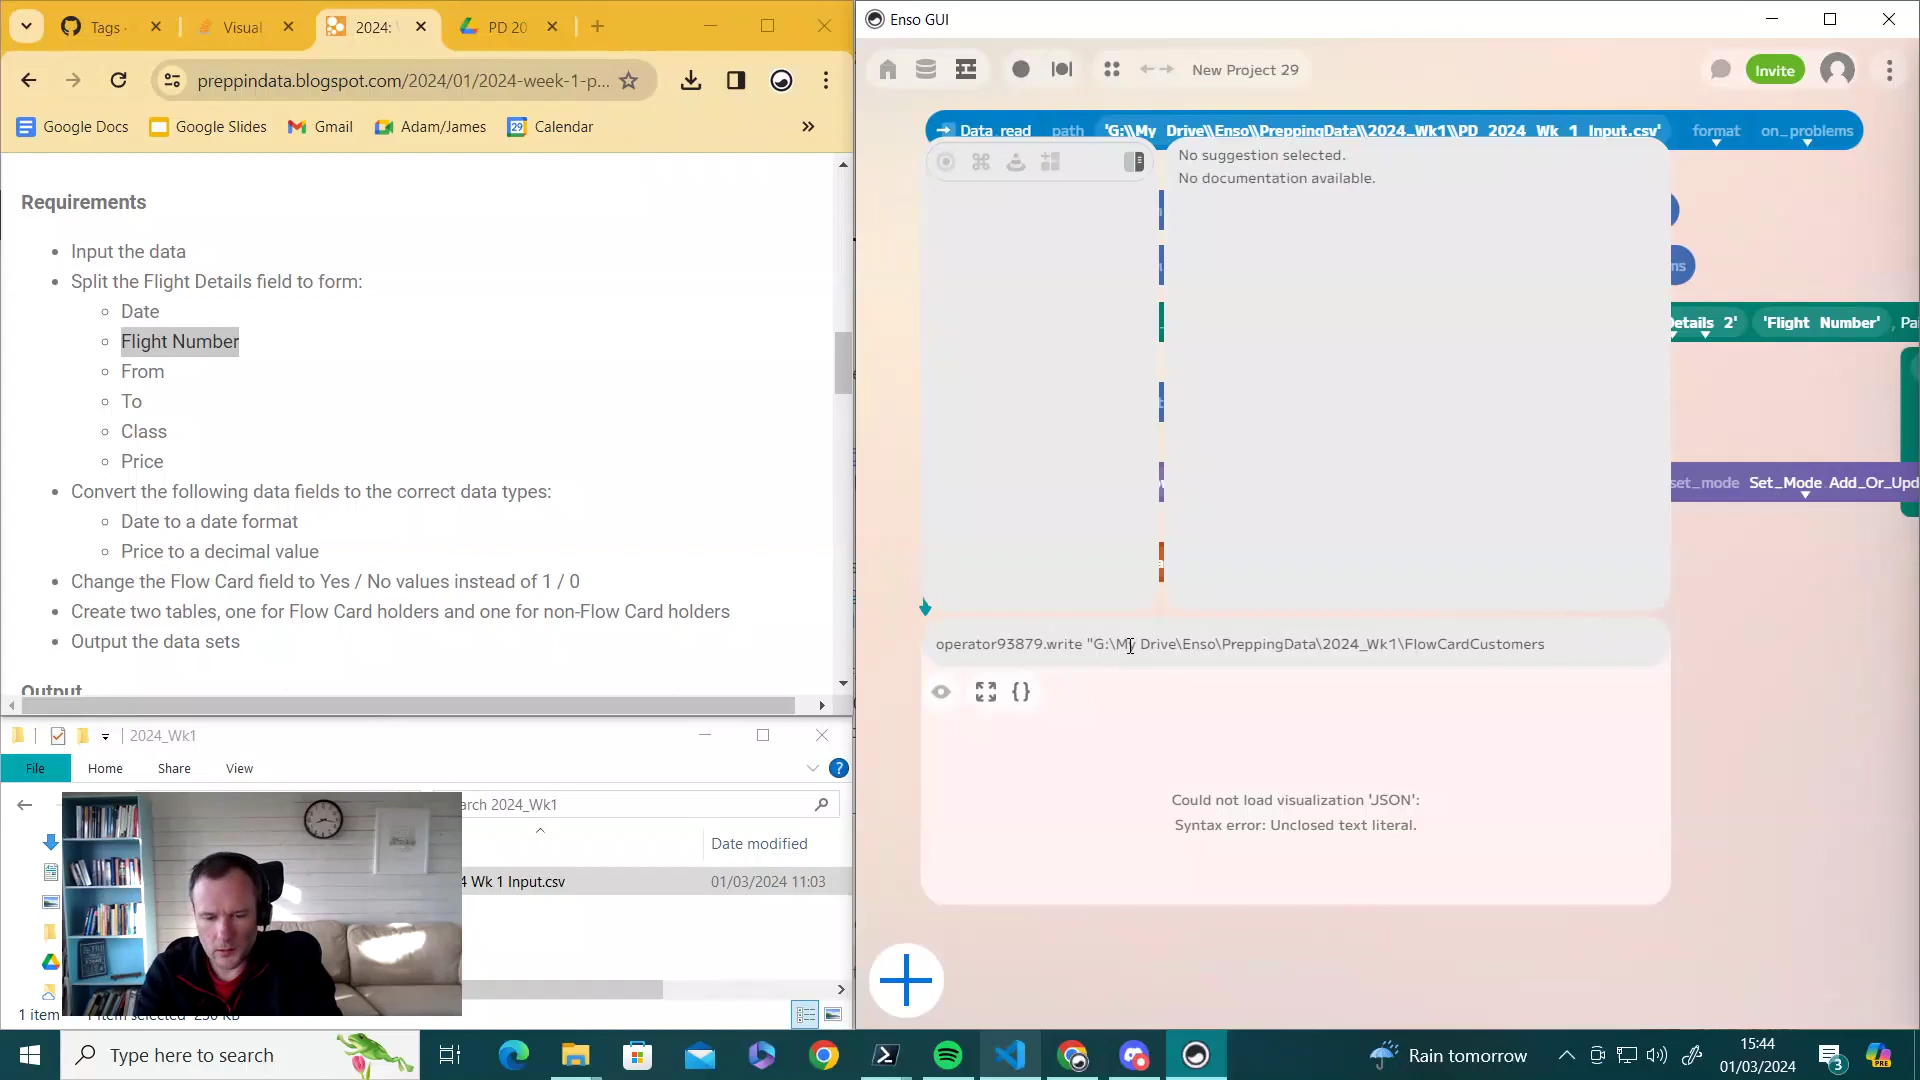 Tags
Visual
2024:
PD 20
preppindata.blogspot.com/2024/01/2024-week-1-p...
Google Docs
Google Slides
Gmail
Adam/James
Calendar
Requirements
Input the data
Split the Flight Details field to form:
Date
Flight Number
From
To
Class
Price
Convert the following data fields to the correct data types:
Date to a date format
Price to a decimal value
Change the Flow Card field to Yes / No values instead of 1 / 0
Create two tables, one for Flow Card holders and one for non-Flow Card holders
Output the data sets
Output
2024_Wk1
File
Home
Share
View
arch 2024_Wk1
Date modified
4 Wk 1 Input.csv
01/03/2024 11:03
1 item
Enso GUI
New Project 29
Invite
Data read path 'G:\\My Drive\\Enso\\PreppingData\\2024_Wk1\\PD 2024 Wk 1 Input.csv' format on_problems
No suggestion selected.
No documentation available.
ns
etails 2' 'Flight Number' , Pa
set_mode Set_Mode Add_Or_Upd
operator93879.write "G:\My Drive\Enso\PreppingData\2024_Wk1\FlowCardCustomers
{}
Could not load visualization 'JSON':
Syntax error: Unclosed text literal.
Type here to search
Rain tomorrow
15:44
01/03/2024
3
PRE